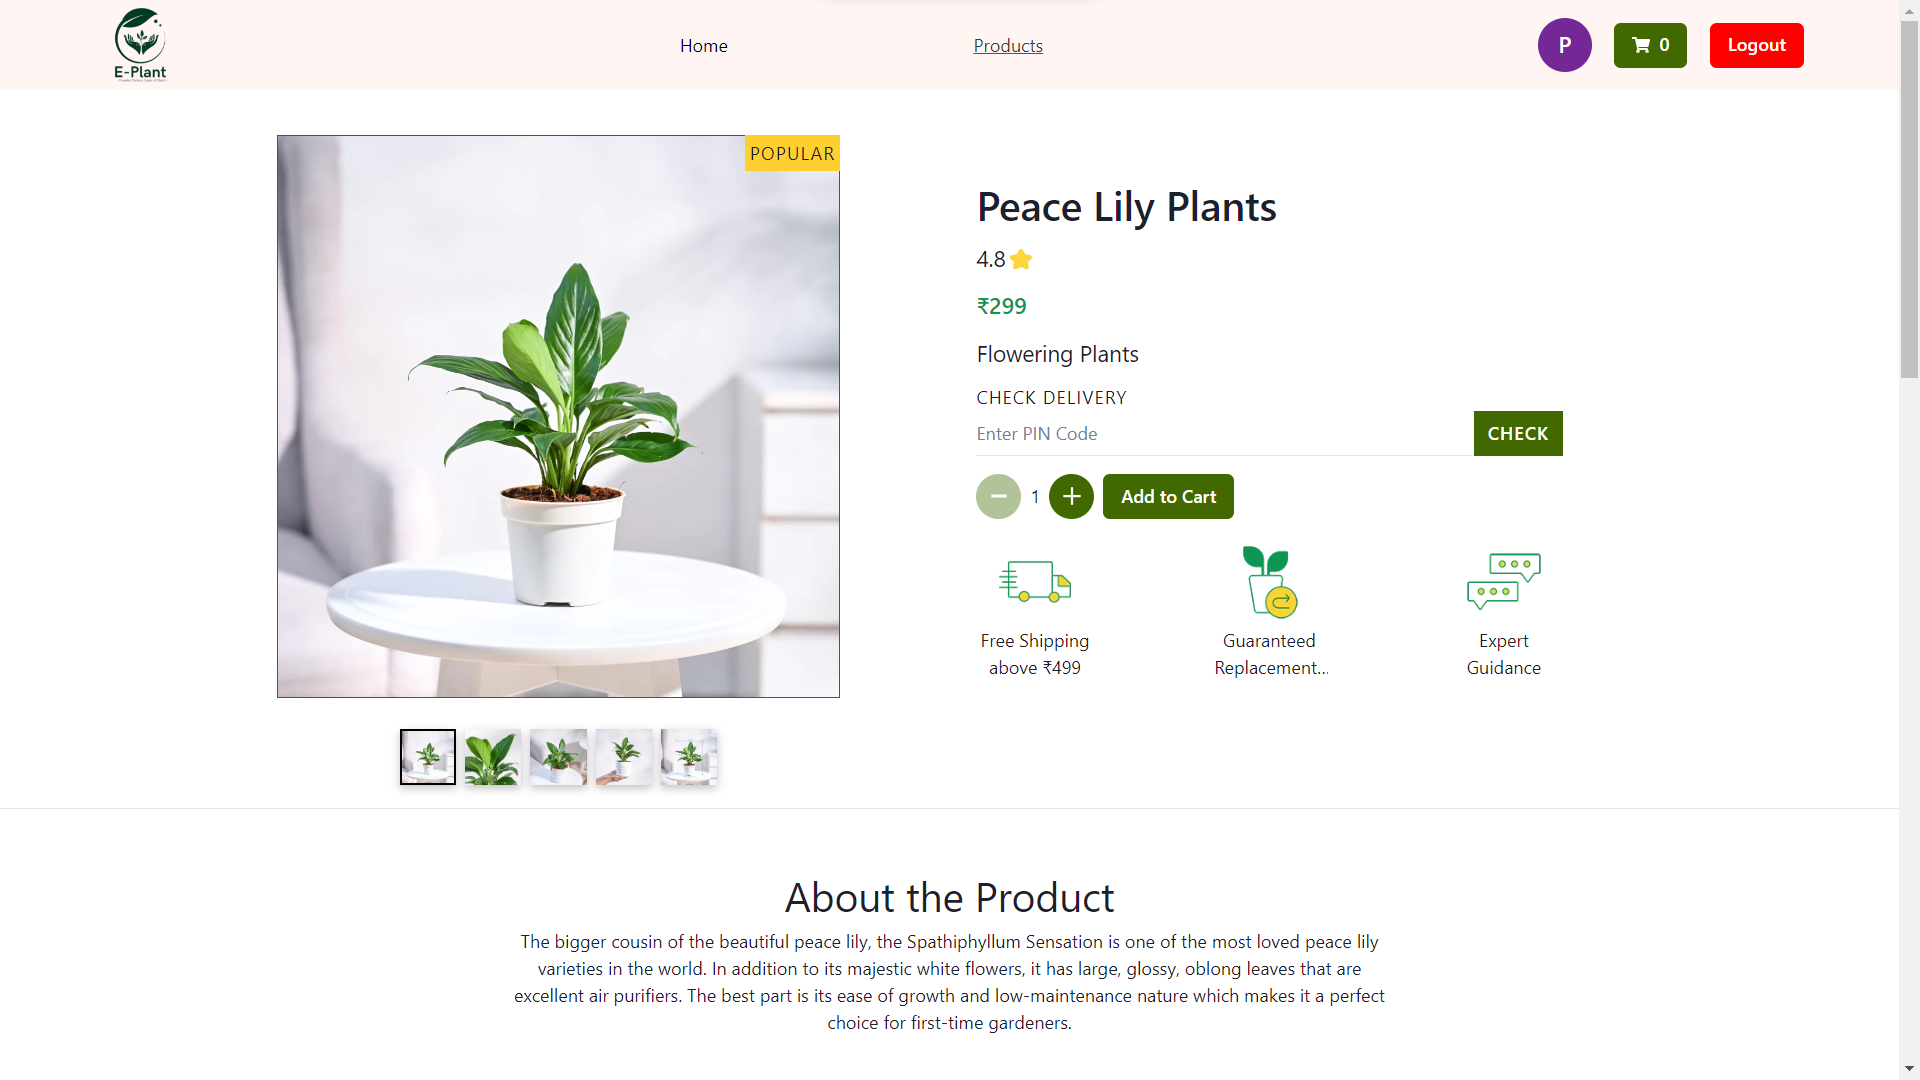 E-Plant
Home
Products
P
0
Logout
POPULAR
Peace Lily Plants
4.8
₹299
Flowering Plants
CHECK DELIVERY
Enter PIN Code
CHECK
1
Add to Cart
Free Shipping
above ₹499
Guaranteed
Replacement...
Expert
Guidance
About the Product
The bigger cousin of the beautiful peace lily, the Spathiphyllum Sensation is one of the most loved peace lily
varieties in the world. In addition to its majestic white flowers, it has large, glossy, oblong leaves that are
excellent air purifiers. The best part is its ease of growth and low-maintenance nature which makes it a perfect
choice for first-time gardeners.